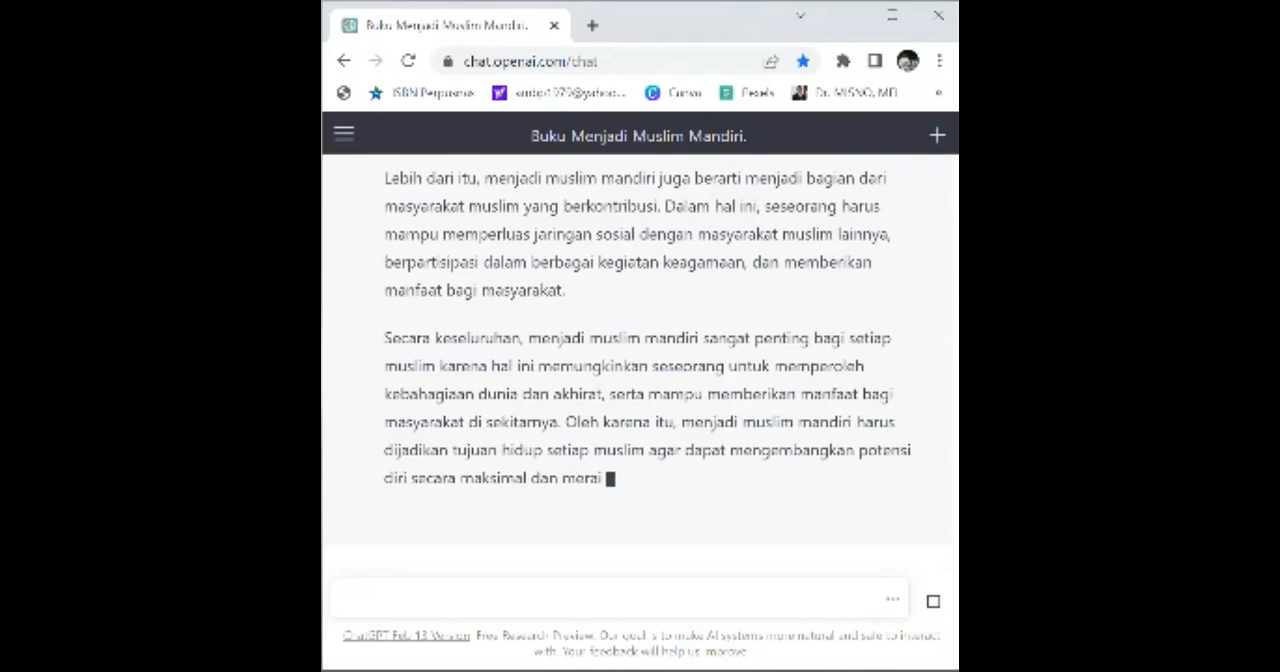 Buku Menjadi Muslim Mandiri.
chat.openai.com/chat
ISBN Perpusnas
Canva
Pexels
Dr. MISNO, MEI
Buku Menjadi Muslim Mandiri.
Lebih dari itu, menjadi muslim mandiri juga berarti menjadi bagian dari
masyarakat muslim yang berkontribusi. Dalam hal ini, seseorang harus
mampu memperluas jaringan sosial dengan masyarakat muslim lainnya,
berpartisipasi dalam berbagai kegiatan keagamaan, dan memberikan
manfaat bagi masyarakat.
Secara keseluruhan, menjadi muslim mandiri sangat penting bagi setiap
muslim karena hal ini memungkinkan seseorang untuk memperoleh
kebahagiaan dunia dan akhirat, serta mampu memberikan manfaat bagi
masyarakat di sekitarnya. Oleh karena itu, menjadi muslim mandiri harus
dijadikan tujuan hidup setiap muslim agar dapat mengembangkan potensi
diri secara maksimal dan merai
ChatGPT Feb 13 Version. Free Research Preview. Our goal is to make AI systems more natural and safe to interact
with. Your feedback will help us improve.